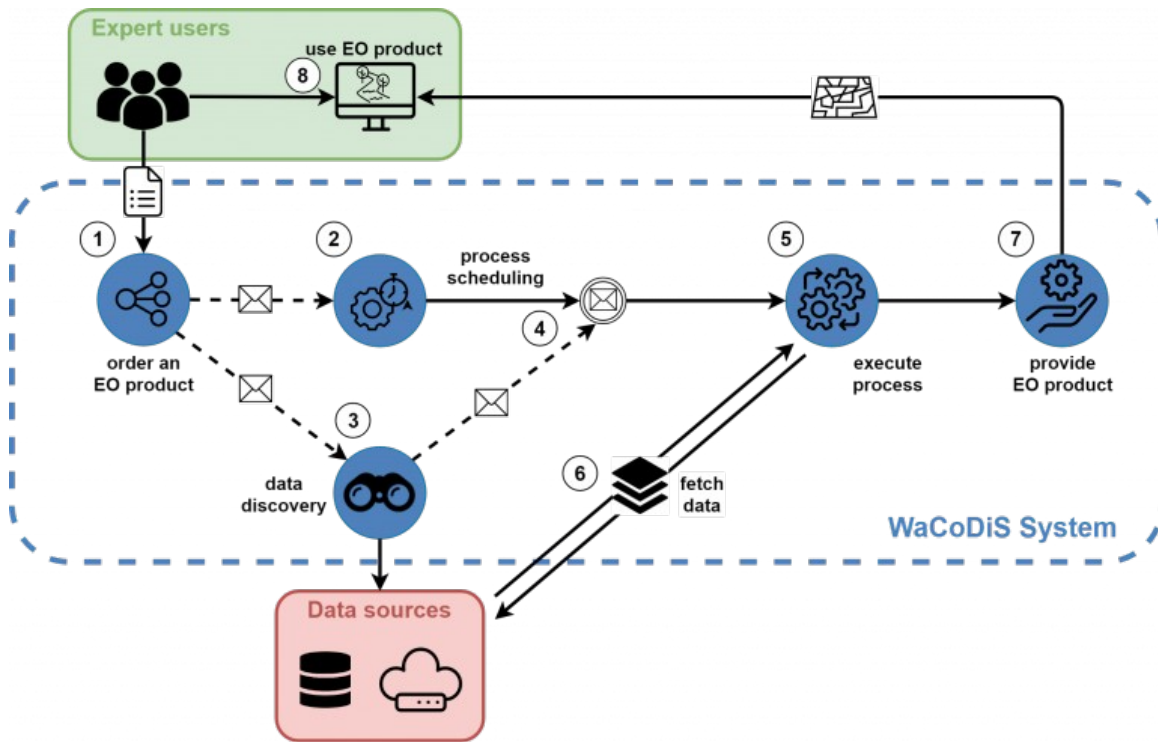 Expert users
use EO product
8
1
2
process
scheduling
5
7
4
order an
EO product
execute
process
provide
EO product
3
data
discovery
6
fetch
data
WaCoDiS System
Data sources